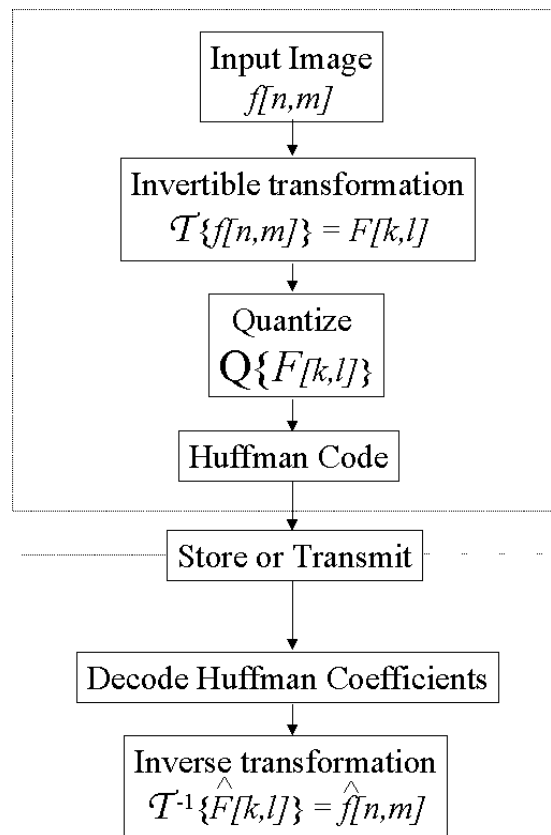 Input Image
f[n,m]
Invertible transformation
𝒯{f[n,m]} = F[k,l]
Quantize
Q{F[k,l]}
Huffman Code
Store or Transmit
Decode Huffman Coefficients
Inverse transformation
𝒯⁻¹{F̂[k,l]} = f̂[n,m]